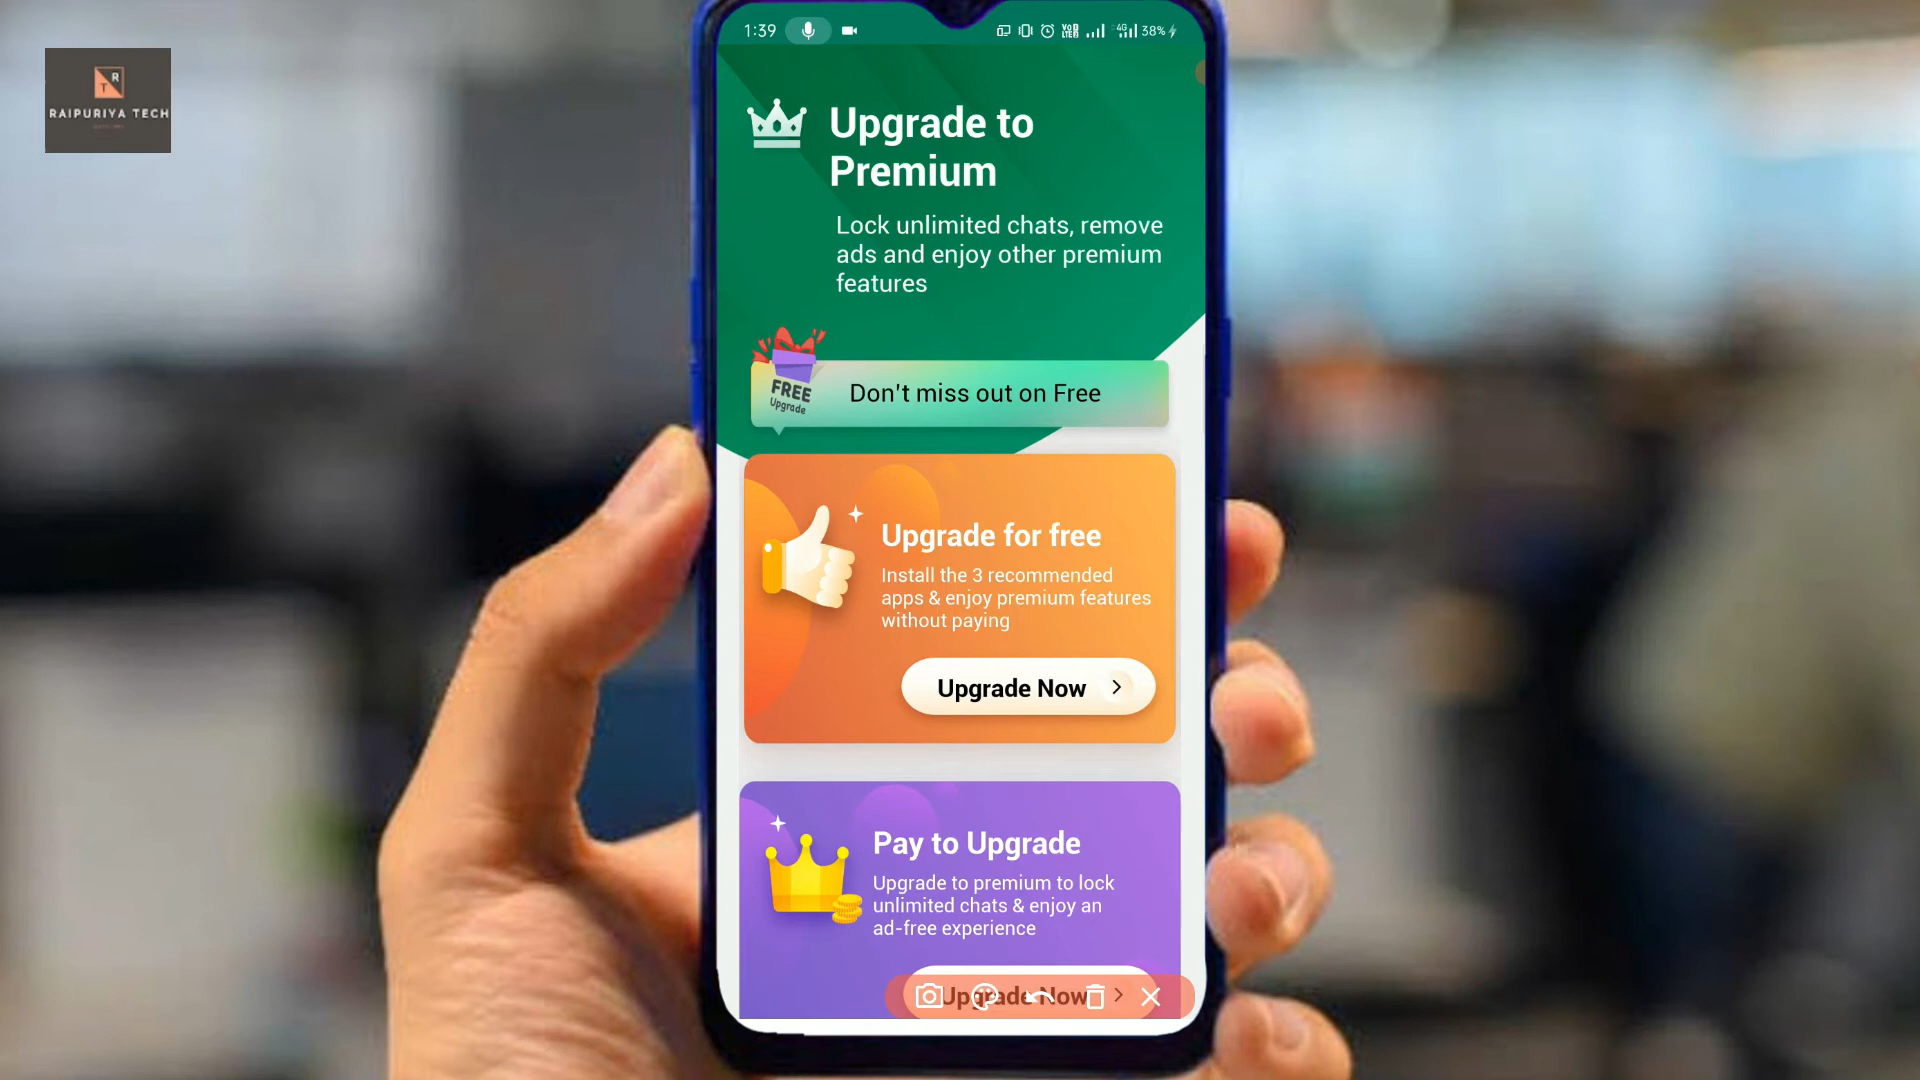 1:39
VoD
LTER
4G
38%
R
T
RAIPURIYA TECH
Upgrade to
Premium
Lock unlimited chats, remove
ads and enjoy other premium
features
FREE
Upgrade
Don't miss out on Free
Upgrade for free
Install the 3 recommended
apps & enjoy premium features
without paying
Upgrade Now
Pay to Upgrade
Upgrade to premium to lock
unlimited chats & enjoy an
ad-free experience
Upgrade Now